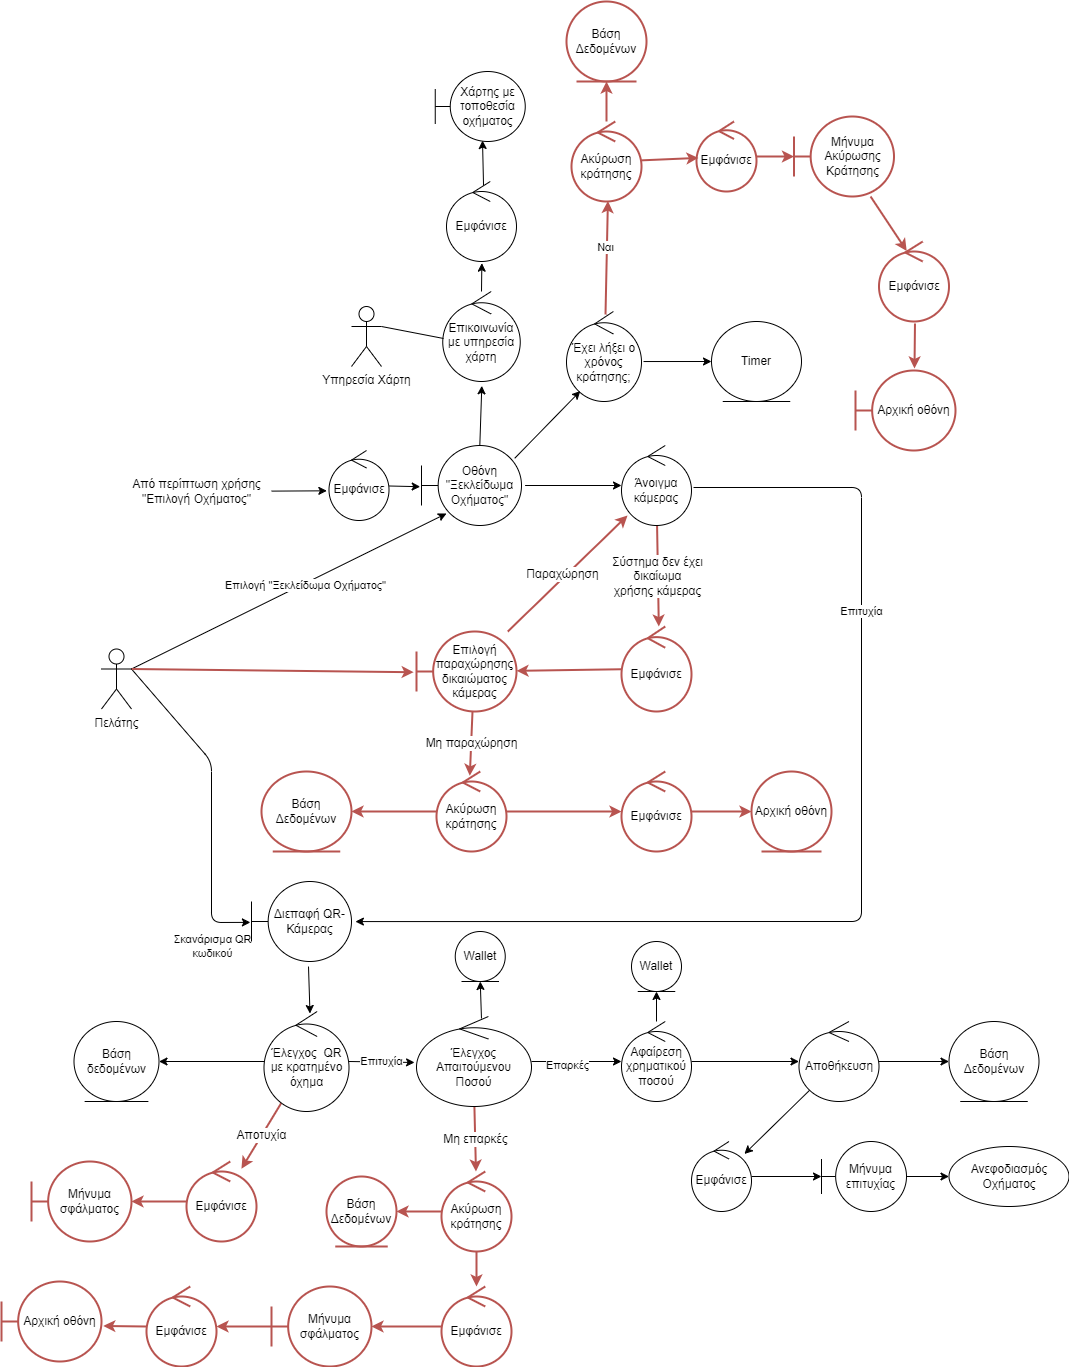 Βάση
Δεδομένων
Χάρτης με
τοποθεσία
οχήματος
Ακύρωση
κράτησης
Εμφάνισε
Μήνυμα
Ακύρωσης
Κράτησης
Εμφάνισε
Ναι
Εμφάνισε
Επικοινωνία
με υπηρεσία
χάρτη
Υπηρεσία Χάρτη
Έχει λήξει ο
χρόνος
κράτησης;
Timer
Αρχική οθόνη
Από περίπτωση χρήσης
"Επιλογή Οχήματος"
Εμφάνισε
Οθόνη
"Ξεκλείδωμα
Οχήματος"
Άνοιγμα
κάμερας
Παραχώρηση
Σύστημα δεν έχει
δικαίωμα
χρήσης κάμερας
Επιλογή "Ξεκλείδωμα Οχήματος"
Επιτυχία
Πελάτης
Επιλογή
παραχώρησης
δικαιώματος
κάμερας
Εμφάνισε
Μη παραχώρηση
Βάση
Δεδομένων
Ακύρωση
κράτησης
Εμφάνισε
Αρχική οθόνη
Διεπαφή QR-
Κάμερας
Σκανάρισμα QR
κωδικού
Wallet
Wallet
Βάση
δεδομένων
Έλεγχος  QR
με κρατημένο
όχημα
Επιτυχία
Έλεγχος
Απαιτούμενου
Ποσού
Επαρκές
Αφαίρεση
χρηματικού
ποσού
Αποθήκευση
Βάση
Δεδομένων
Αποτυχία
Μη επαρκές
Εμφάνισε
Μήνυμα
επιτυχίας
Ανεφοδιασμός
Οχήματος
Μήνυμα
σφάλματος
Εμφάνισε
Βάση
Δεδομένων
Ακύρωση
κράτησης
Αρχική οθόνη
Εμφάνισε
Μήνυμα
σφάλματος
Εμφάνισε